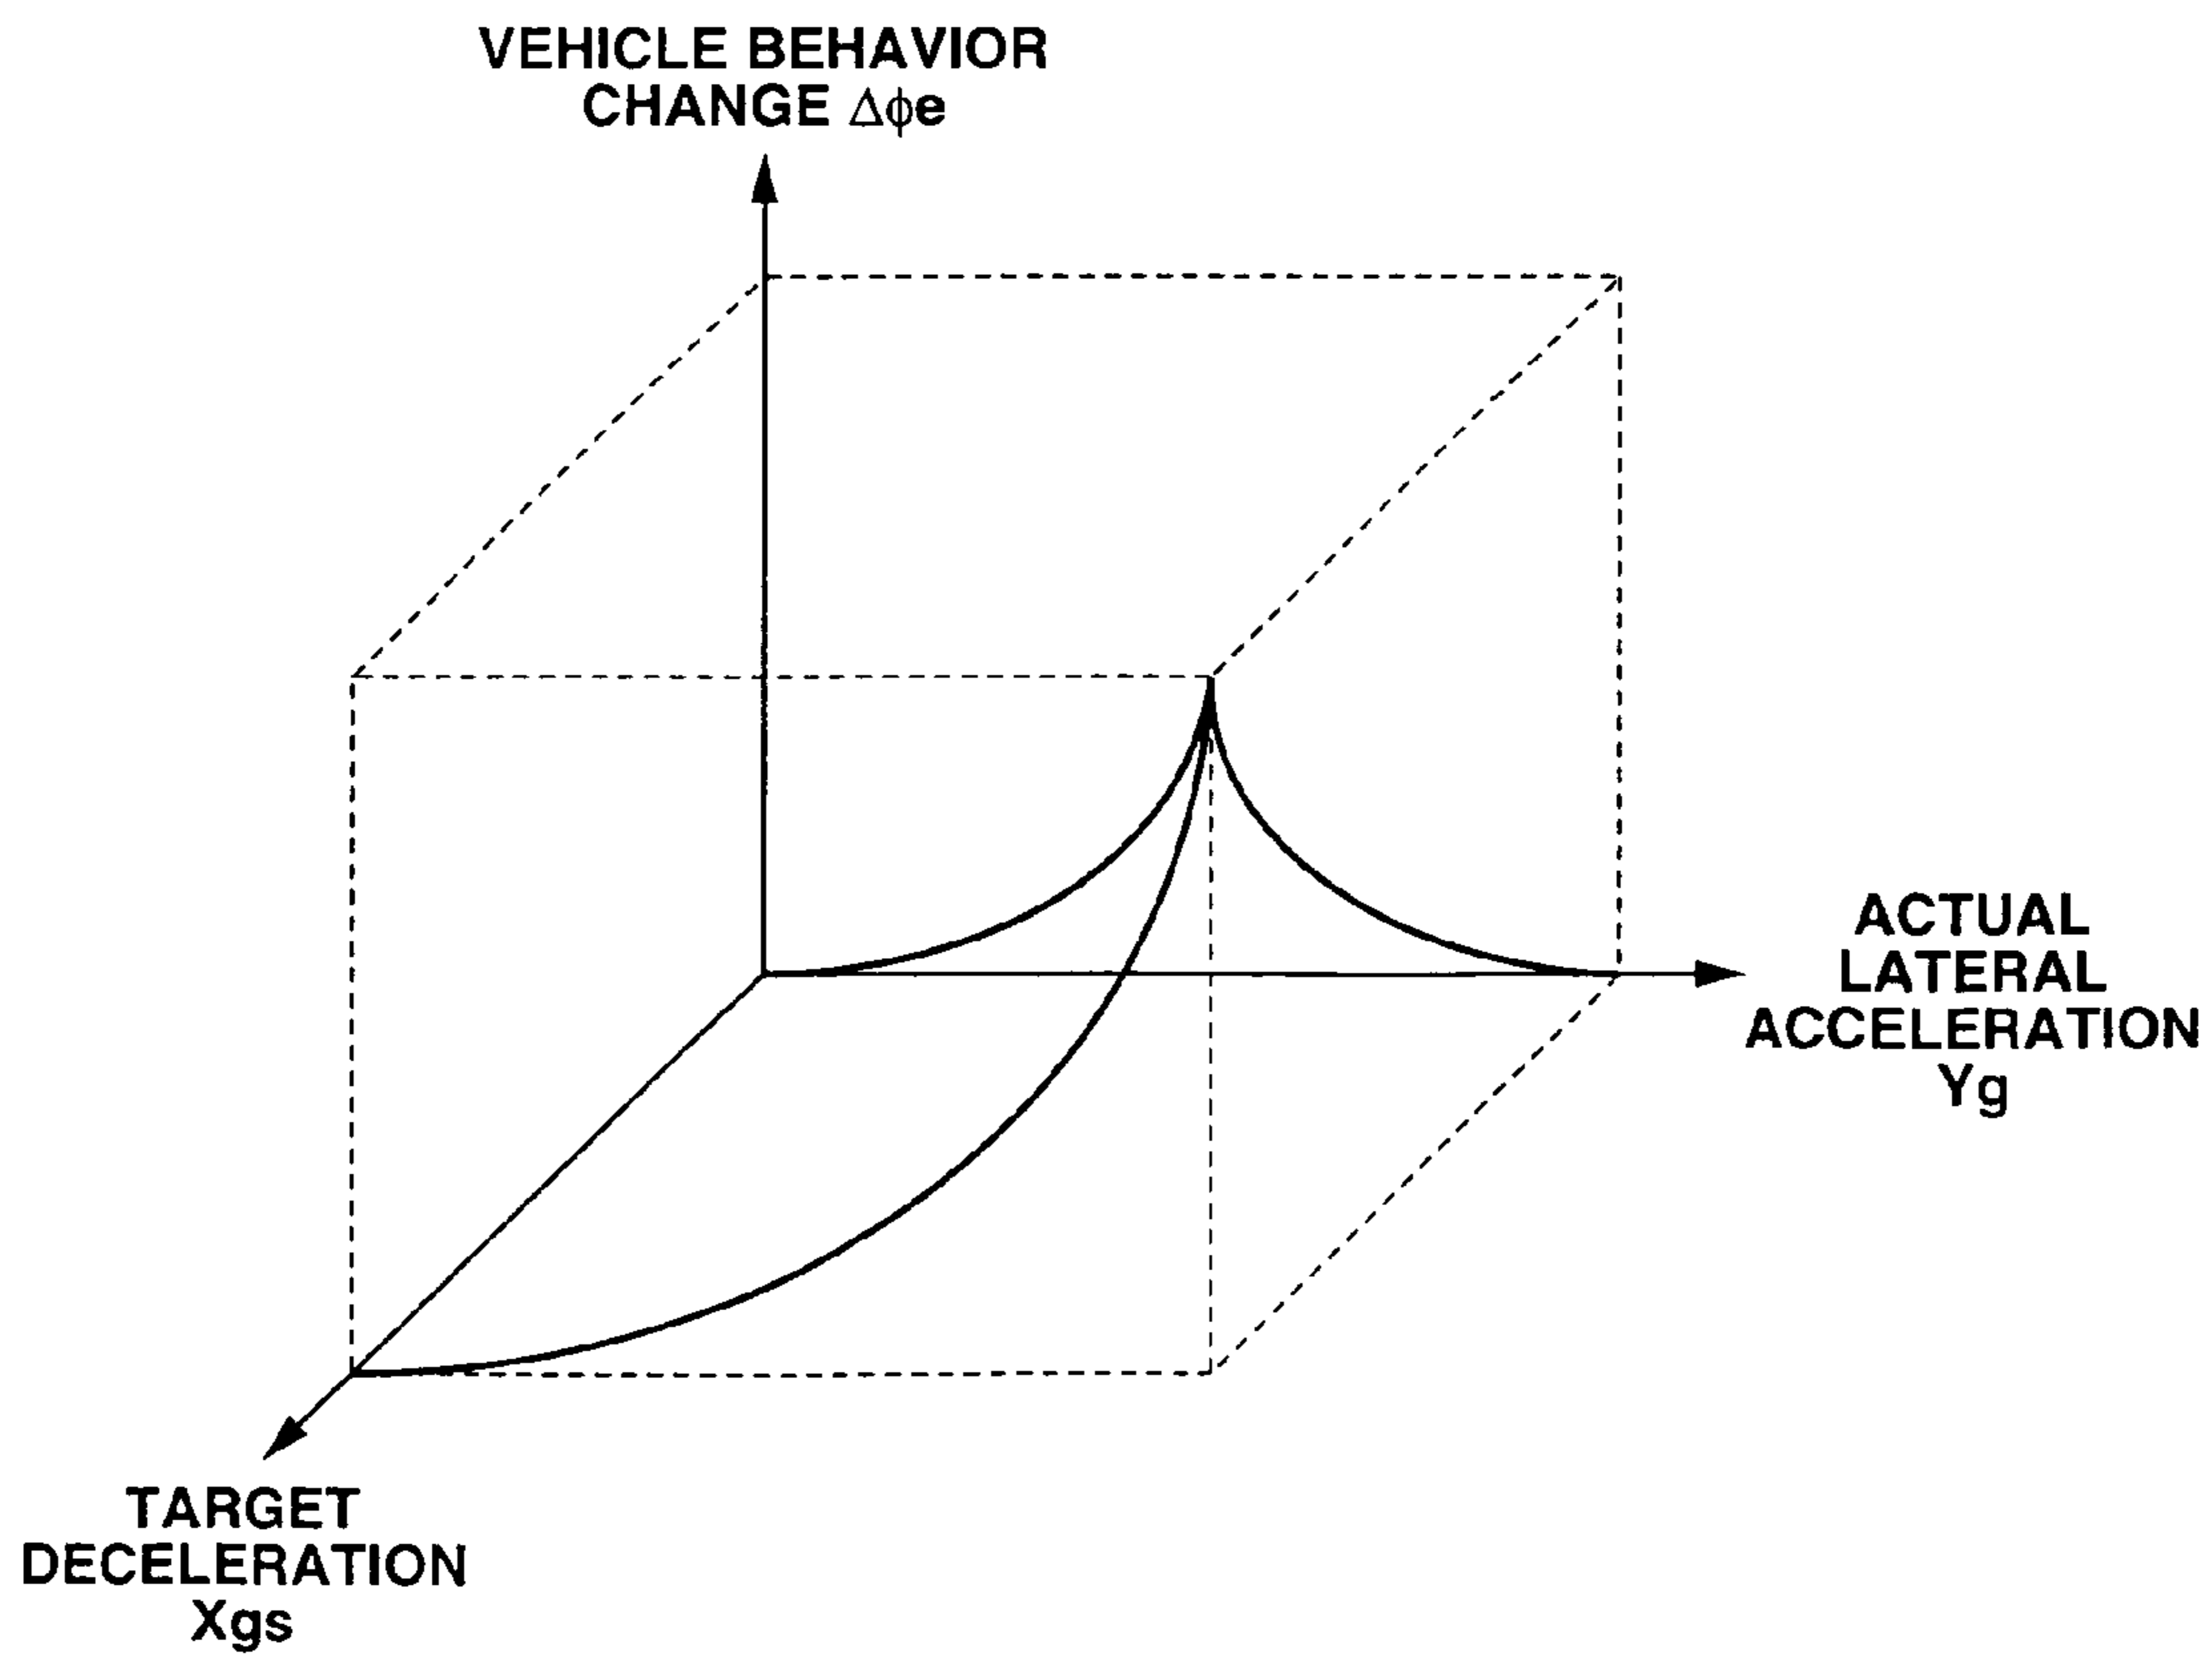 VEHICLE BEHAVIOR
CHANGE Δϕe
ACTUAL
LATERAL
ACCELERATION
Yg
TARGET
DECELERATION
Xgs